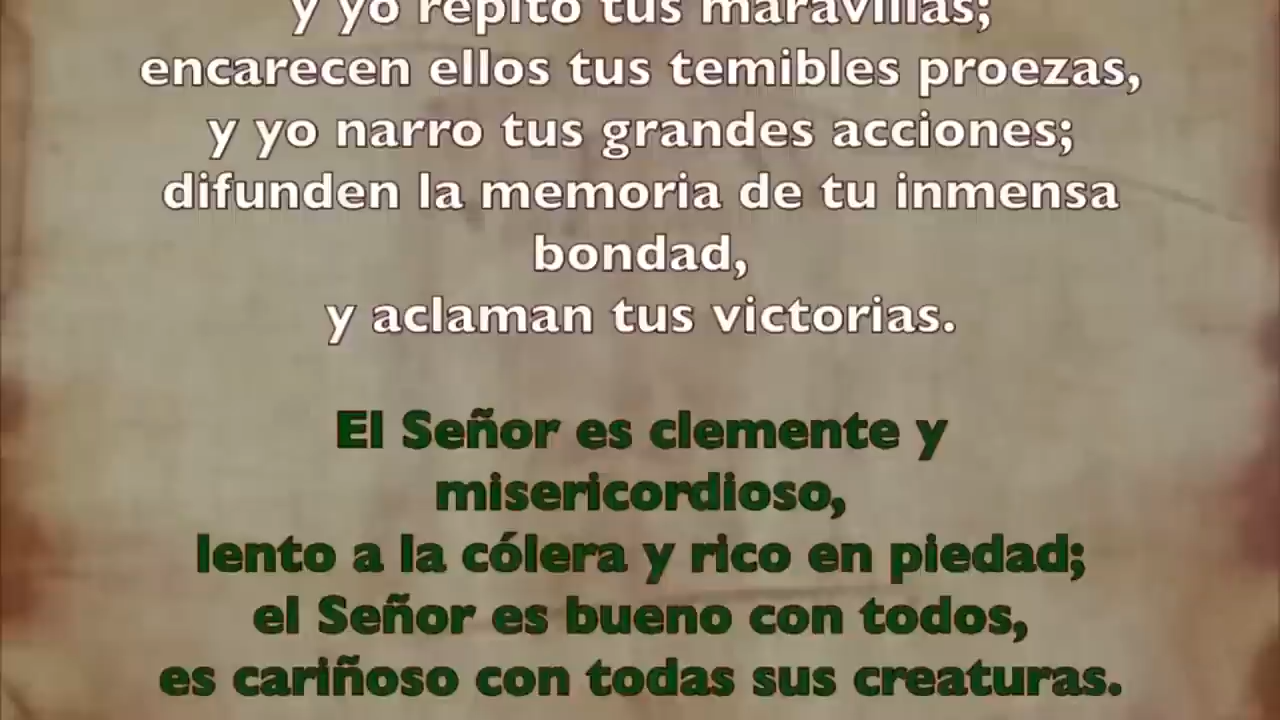 y yo repito tus maravillas;
encarecen ellos tus temibles proezas,
y yo narro tus grandes acciones;
difunden la memoria de tu inmensa
bondad,
y aclaman tus victorias.
El Señor es clemente y
misericordioso,
lento a la cólera y rico en piedad;
el Señor es bueno con todos,
es cariñoso con todas sus creaturas.